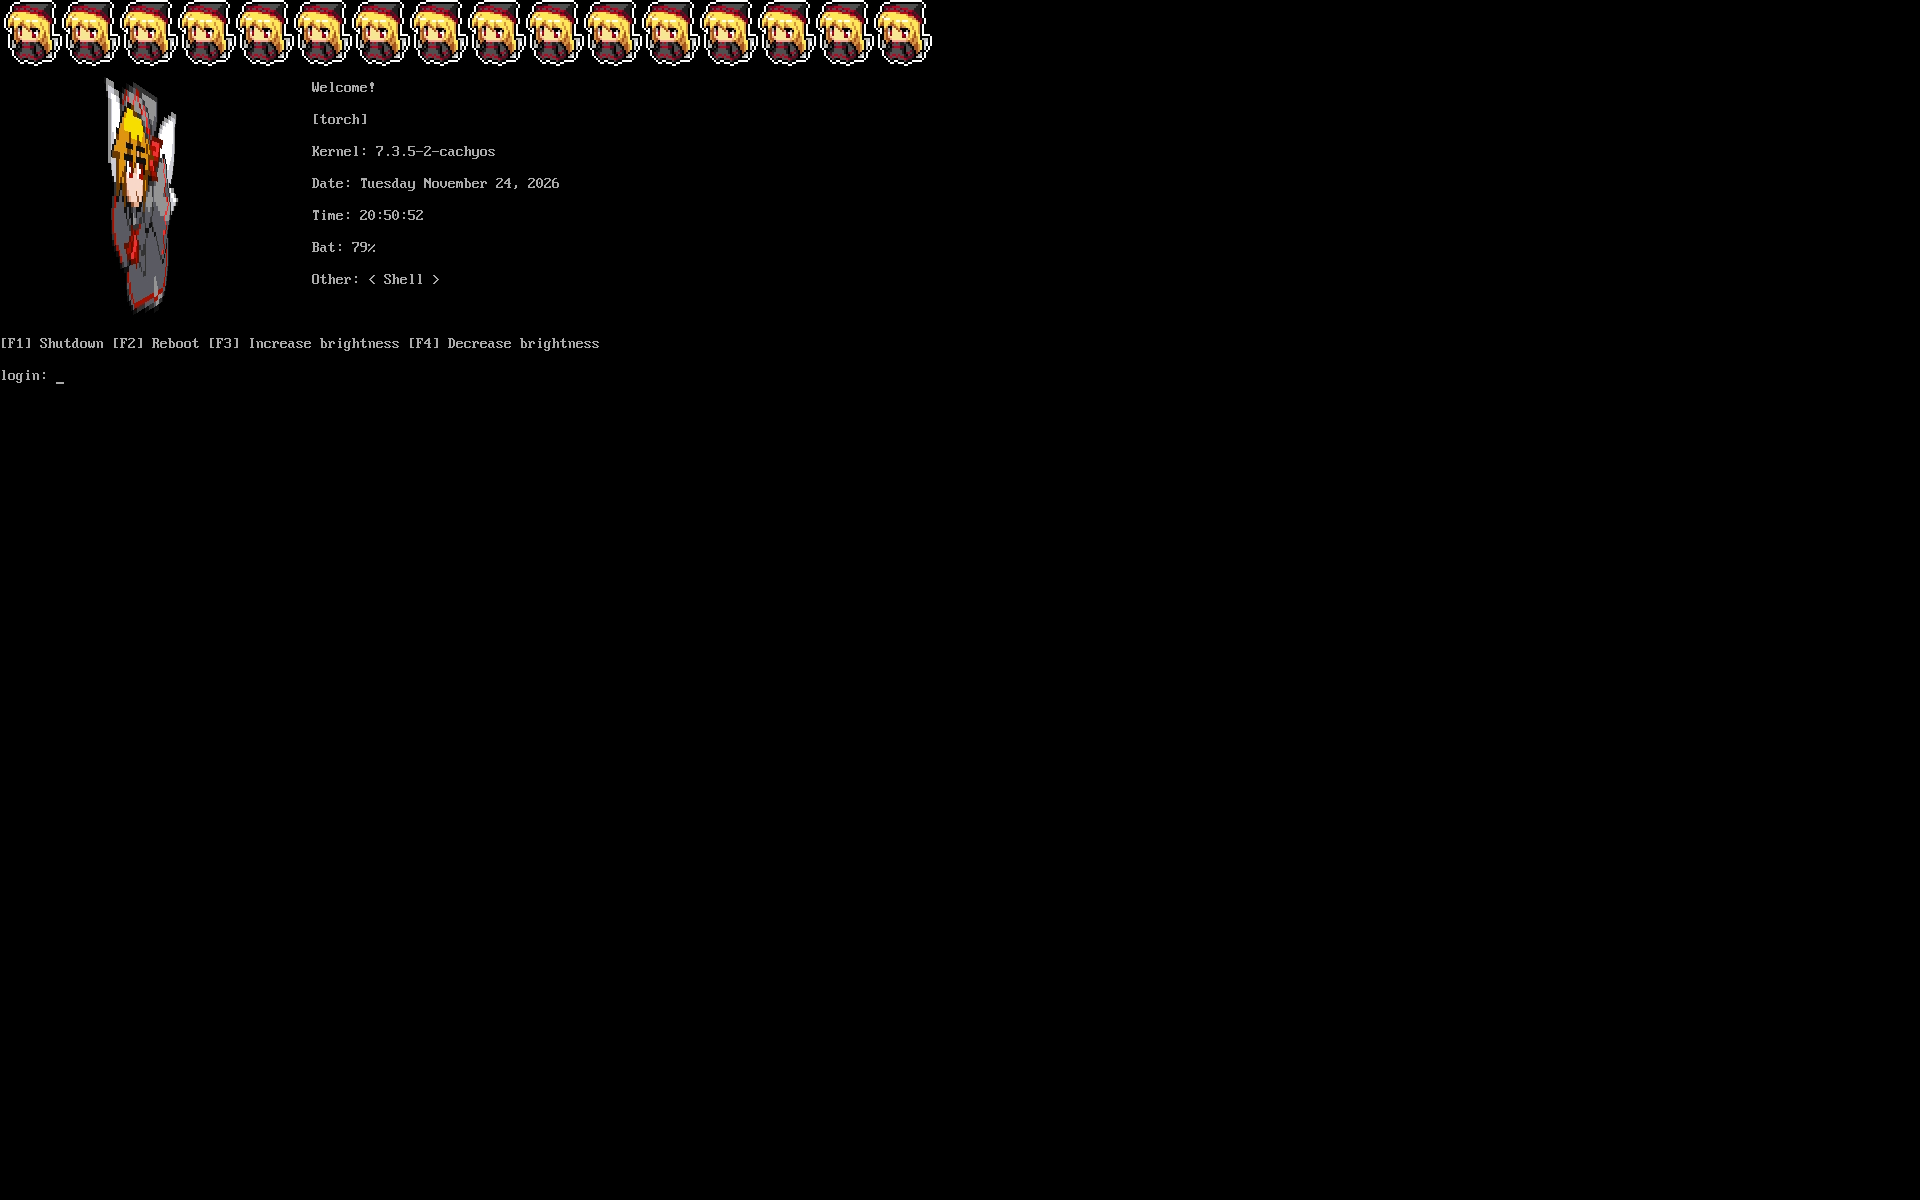 Welcome!
[torch]
Kernel: 7.3.5-2-cachyos
Date: Tuesday November 24, 2026
Time: 20:50:52
Bat: 79%
Other: < Shell >
[F1] Shutdown [F2] Reboot [F3] Increase brightness [F4] Decrease brightness
login: _